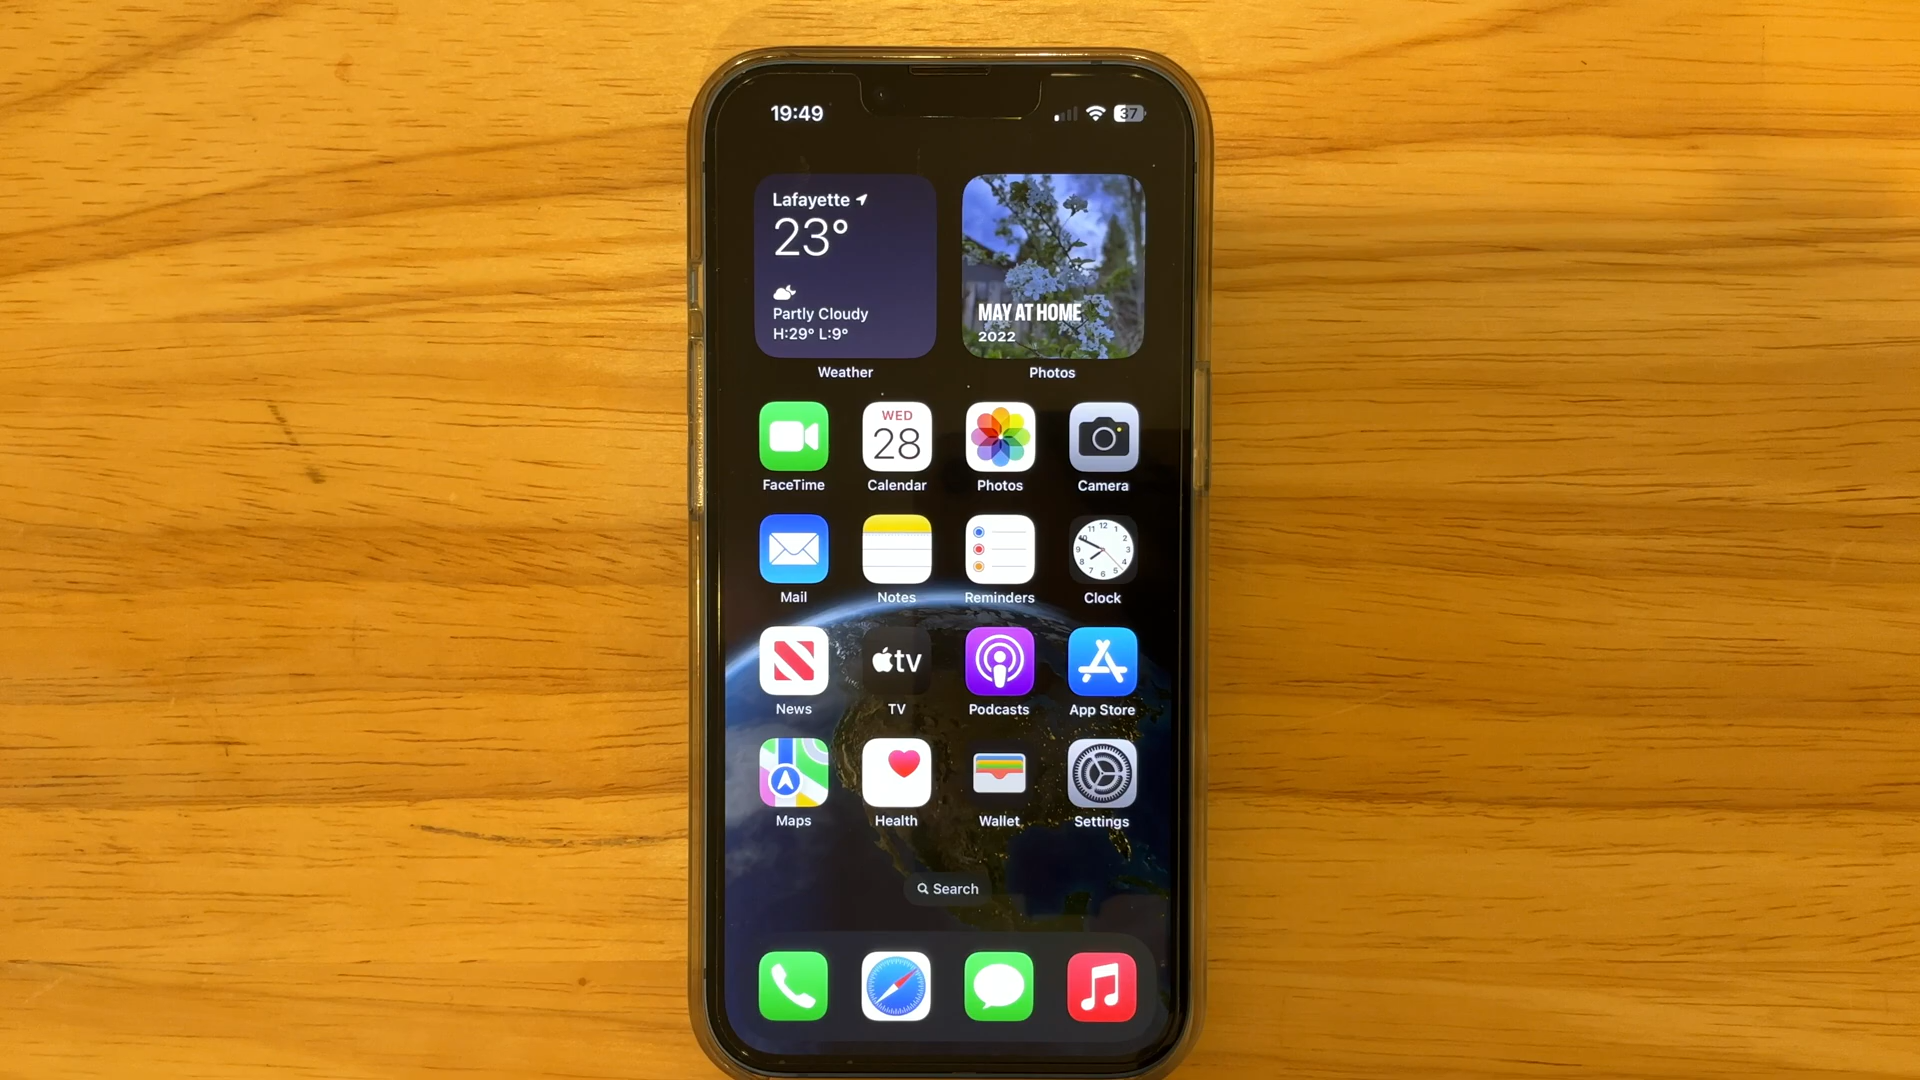 19:49
37
Lafayette
23°
Partly Cloudy
H:29° L:9°
Weather
MAY AT HOME
2022
Photos
WED
28
FaceTime
Calendar
Photos
Camera
Mail
Notes
Reminders
Clock
News
tv
TV
Podcasts
App Store
Maps
Health
Wallet
Settings
Search